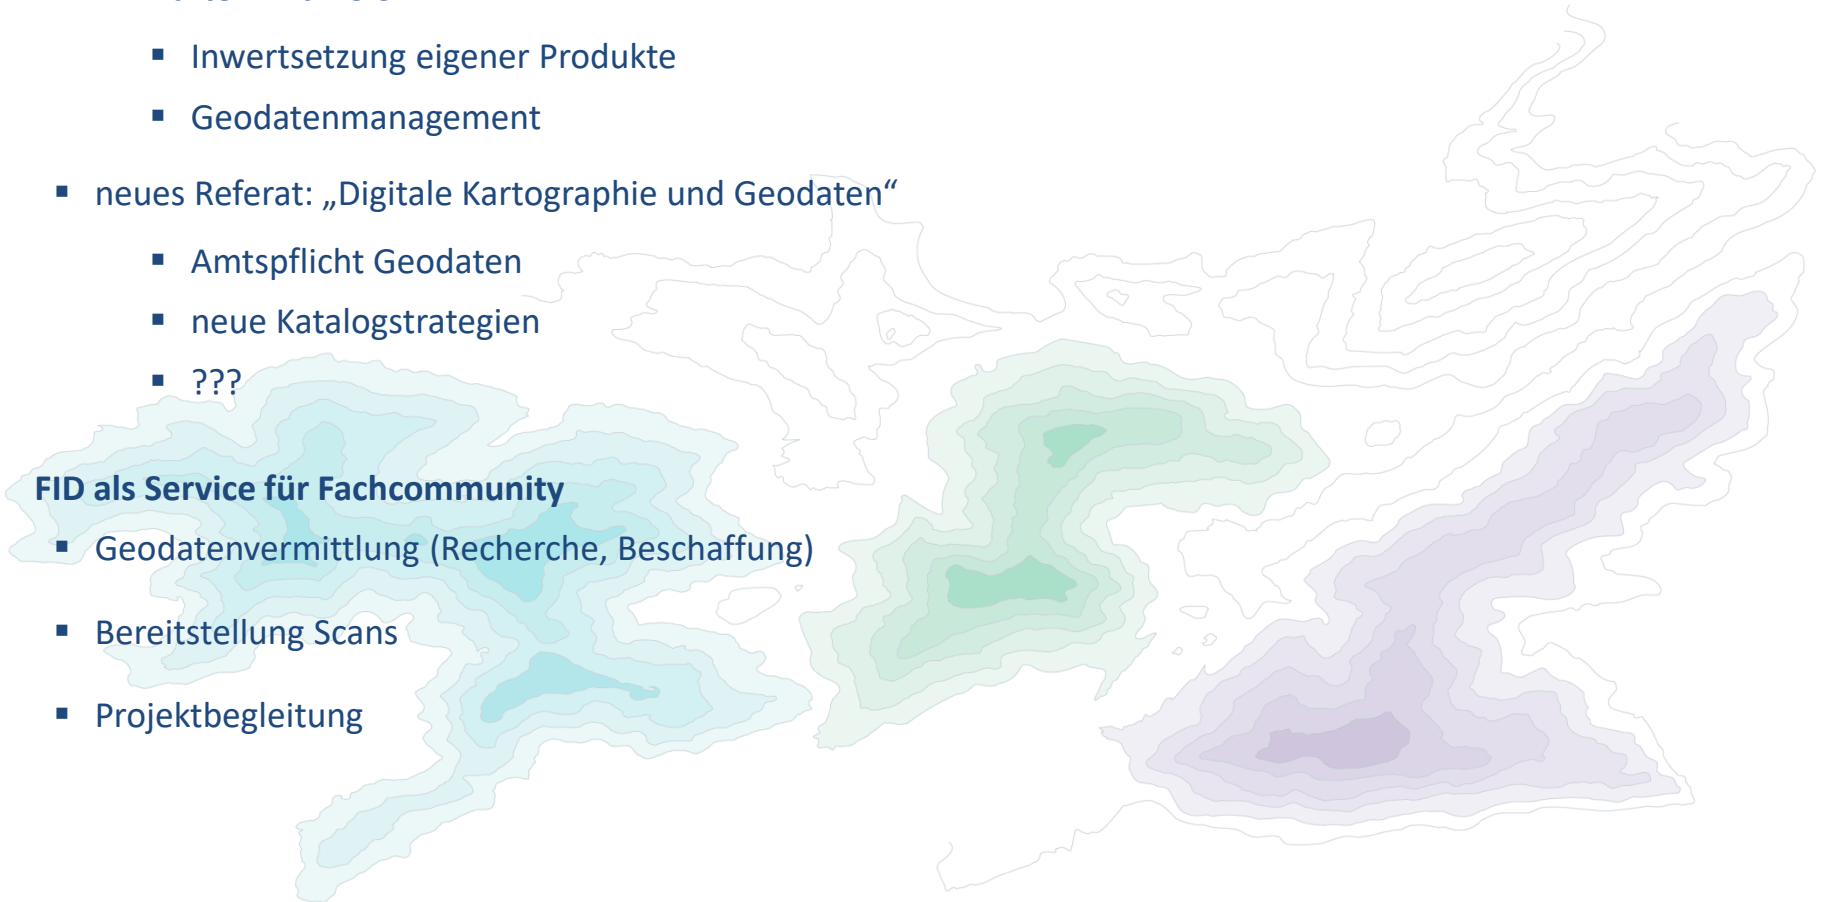 ▪ Inwertsetzung eigener Produkte
▪ Geodatenmanagement
▪ neues Referat: „Digitale Kartographie und Geodaten“
▪ Amtspflicht Geodaten
▪ neue Katalogstrategien
▪ ???
FID als Service für Fachcommunity
▪ Geodatenvermittlung (Recherche, Beschaffung)
▪ Bereitstellung Scans
▪ Projektbegleitung